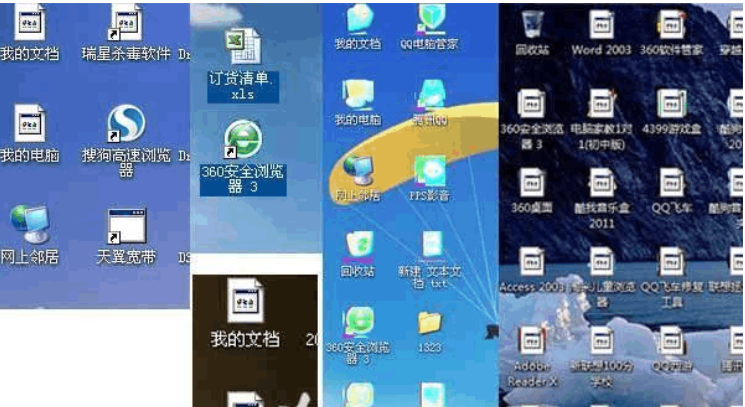 我的文档
瑞星杀毒软件
我的电脑
搜狗高速浏览
器
网上邻居
天翼宽带
订货清单.
xls
360安全浏览
器 3
我的文档
我的文档
QQ电脑管家
我的电脑
腾讯QQ
网上邻居
PPS影音
回收站
新建 文本文
档.txt
360安全浏览
器 3
1323
回收站
Word 2003
360软件管家
穿越
360安全浏览
器 3
电脑家教1对
1(初中版)
4399游戏盒
酷狗
20
360桌面
酷我音乐盒
2011
QQ飞车
酷狗音
Access 2003
儿童浏览
器
QQ飞车修复
工具
联想拯
Adobe
Reader X
新联想100分
学校
QQ西游
腾讯